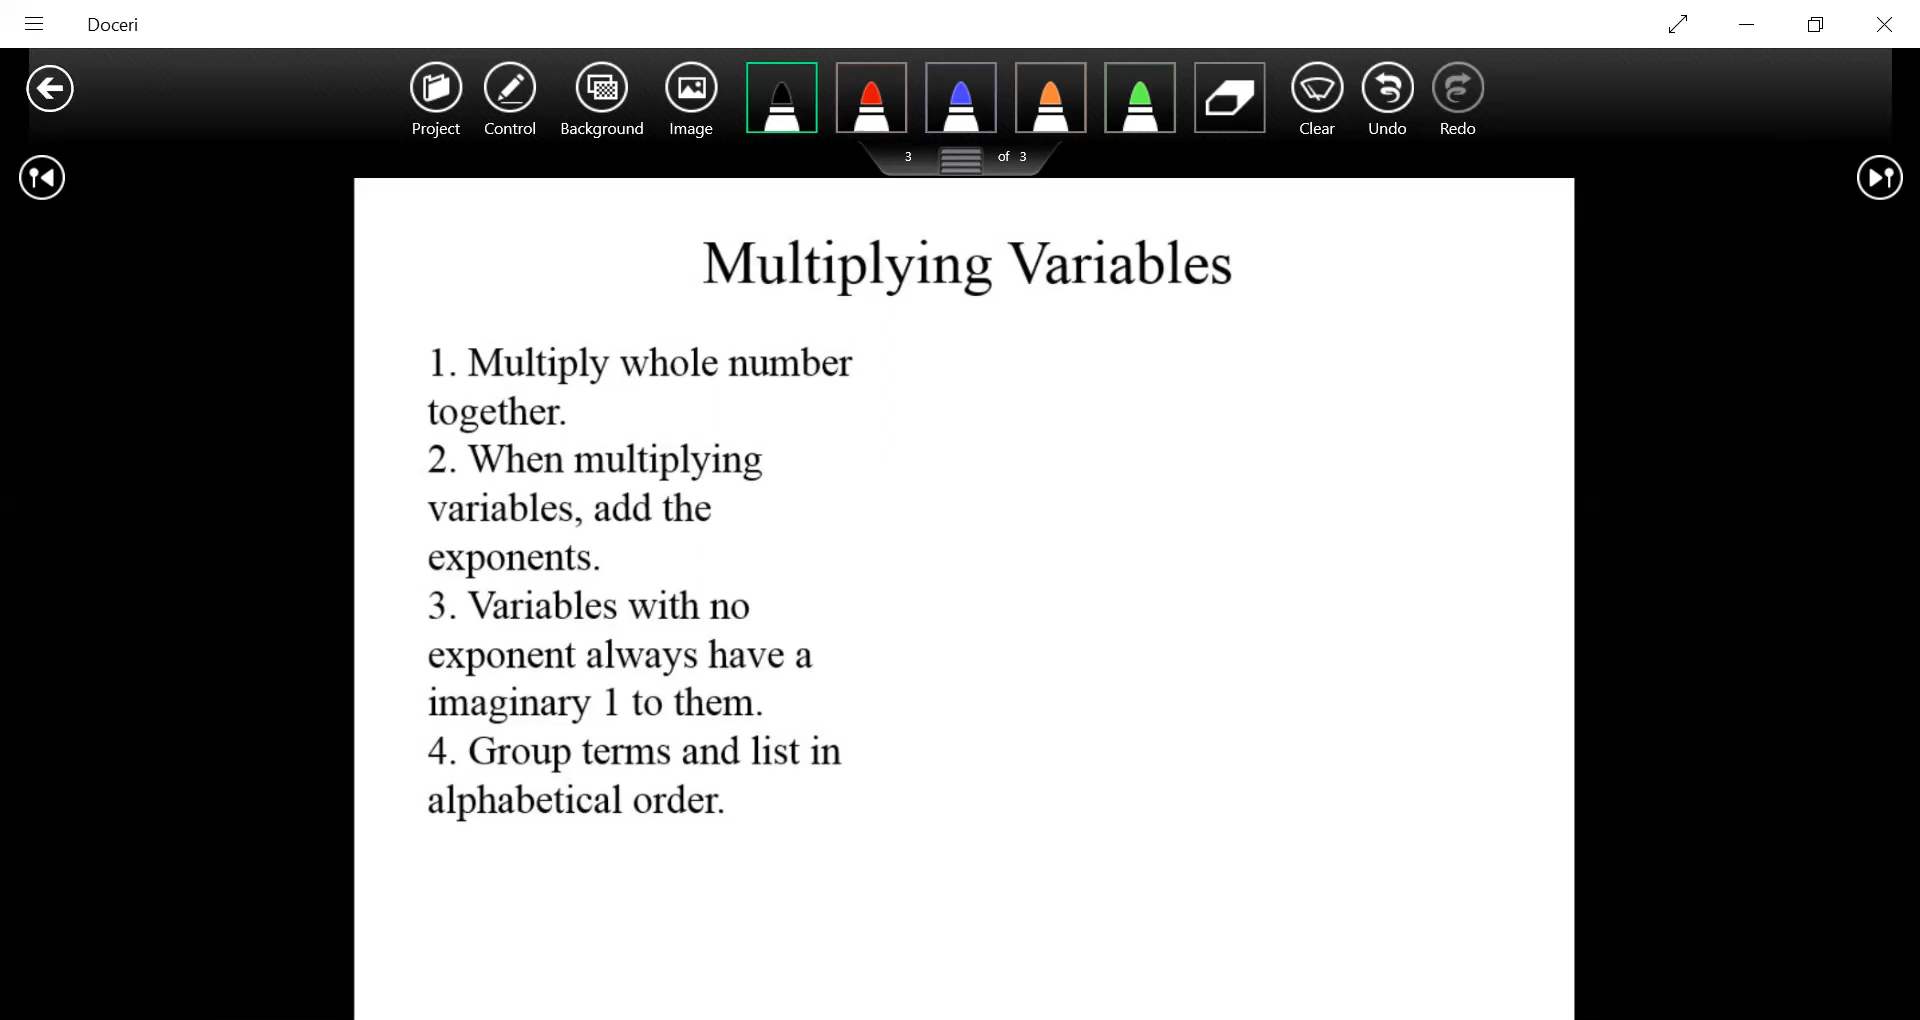 Doceri
Project Control Background Image Clear Undo Redo
3 of 3
Multiplying Variables
1. Multiply whole number
together.
2. When multiplying
variables, add the
exponents.
3. Variables with no
exponent always have a
imaginary 1 to them.
4. Group terms and list in
alphabetical order.